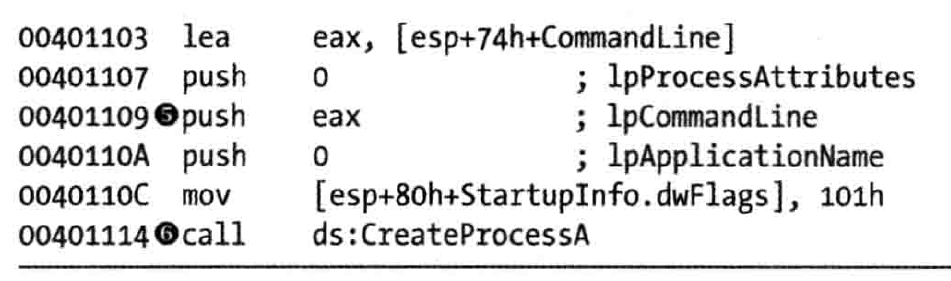 00401103 lea eax, [esp+74h+CommandLine]
00401107 push 0 ; lpProcessAttributes
00401109 ❺push eax ; lpCommandLine
0040110A push 0 ; lpApplicationName
0040110C mov [esp+80h+StartupInfo.dwFlags], 101h
00401114 ❻call ds:CreateProcessA